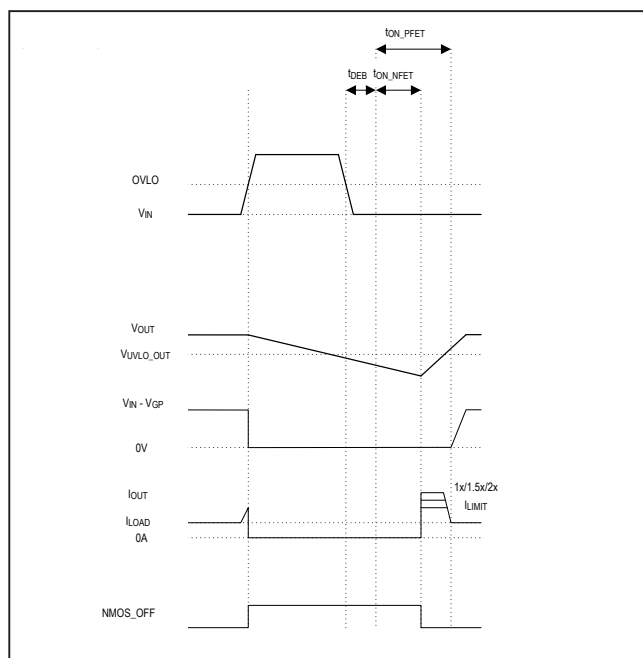 tON_PFET
tDEB
tON_NFET
OVLO
VIN
VOUT
VUVLO_OUT
VIN - VGP
0V
IOUT
1x/1.5x/2x
ILIMIT
ILOAD
0A
NMOS_OFF